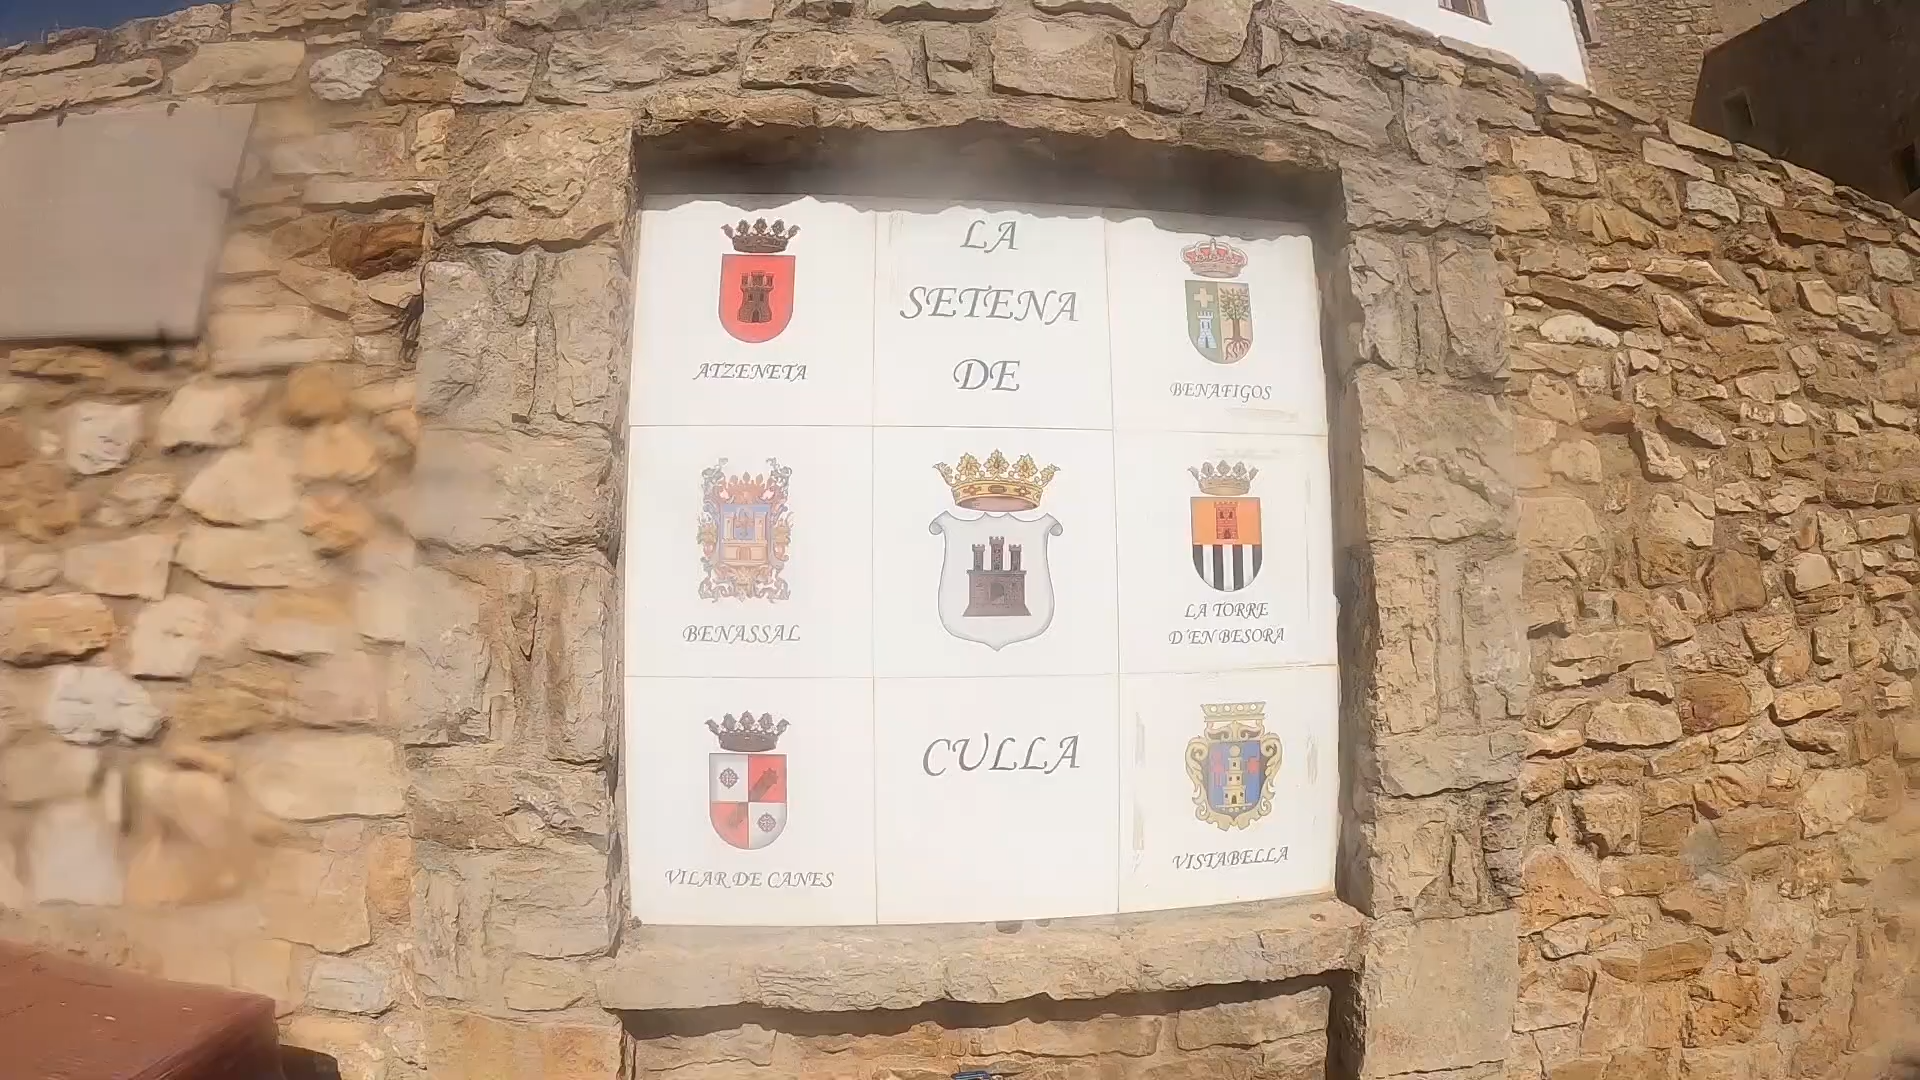 LA
SETENA
DE
CULLA
ATZENETA
BENAFIGOS
BENASSAL
LA TORRE
D'EN BESORA
VILAR DE CANES
VISTABELLA